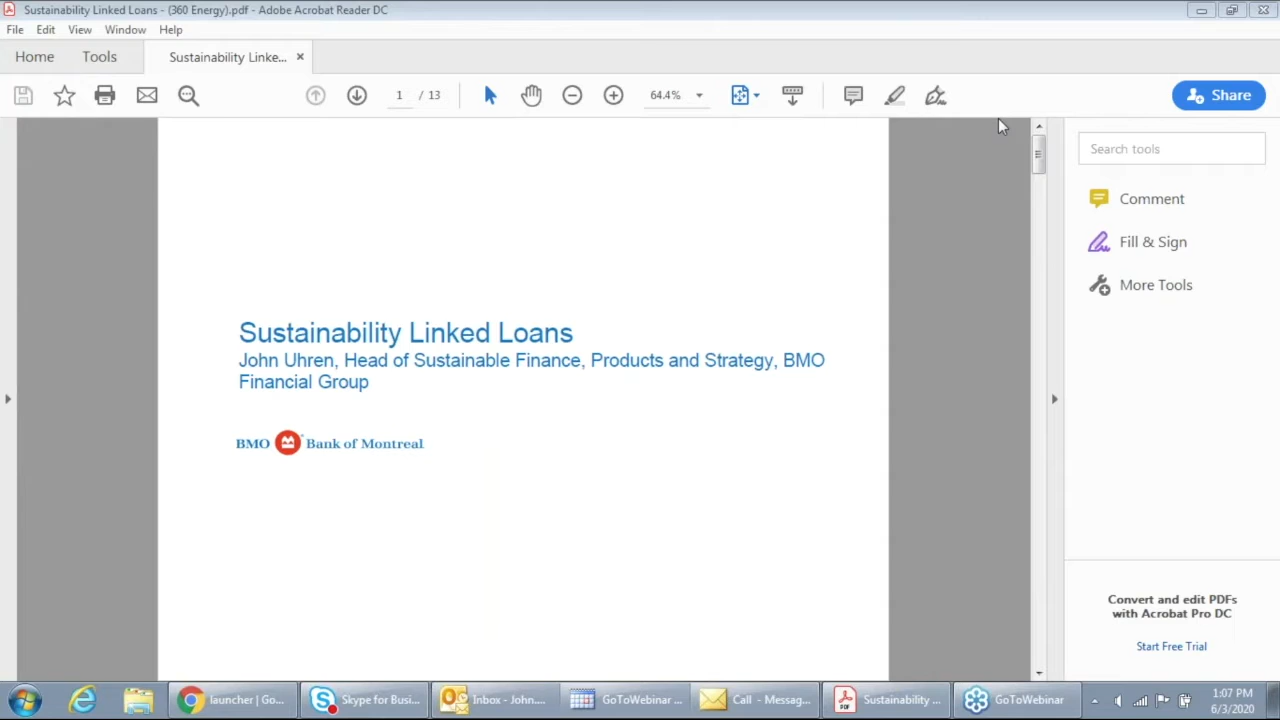 Sustainability Linked Loans - (360 Energy).pdf - Adobe Acrobat Reader DC
File Edit View Window Help
Home Tools Sustainability Linke... ×
1 / 13 64.4% Share
Search tools
Comment
Fill & Sign
More Tools
Sustainability Linked Loans
John Uhren, Head of Sustainable Finance, Products and Strategy, BMO
Financial Group
BMO Bank of Montreal
Convert and edit PDFs
with Acrobat Pro DC
Start Free Trial
launcher | Go... Skype for Busi... Inbox - John.... GoToWebinar ... Call - Messag... Sustainability ... GoToWebinar
1:07 PM
6/3/2020